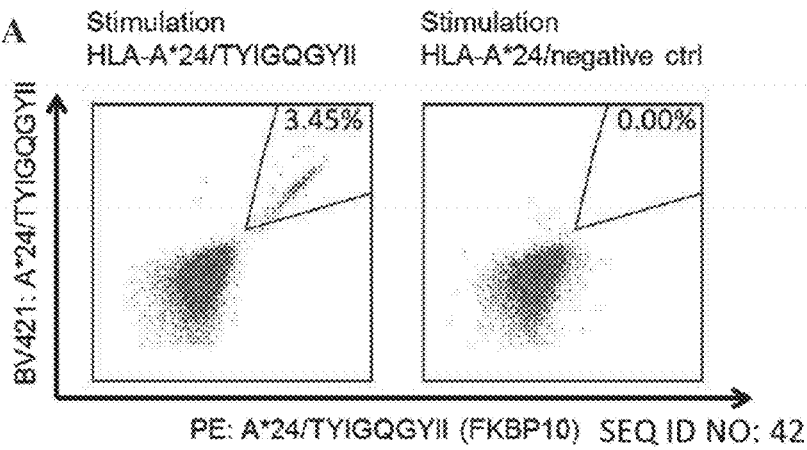 A
Stimulation
HLA-A*24/TYIGQGYII
Stimulation
HLA-A*24/negative ctrl
3.45%
0.00%
BV421: A*24/TYIGQGYII
PE: A*24/TYIGQGYII (FKBP10) SEQ ID NO: 42